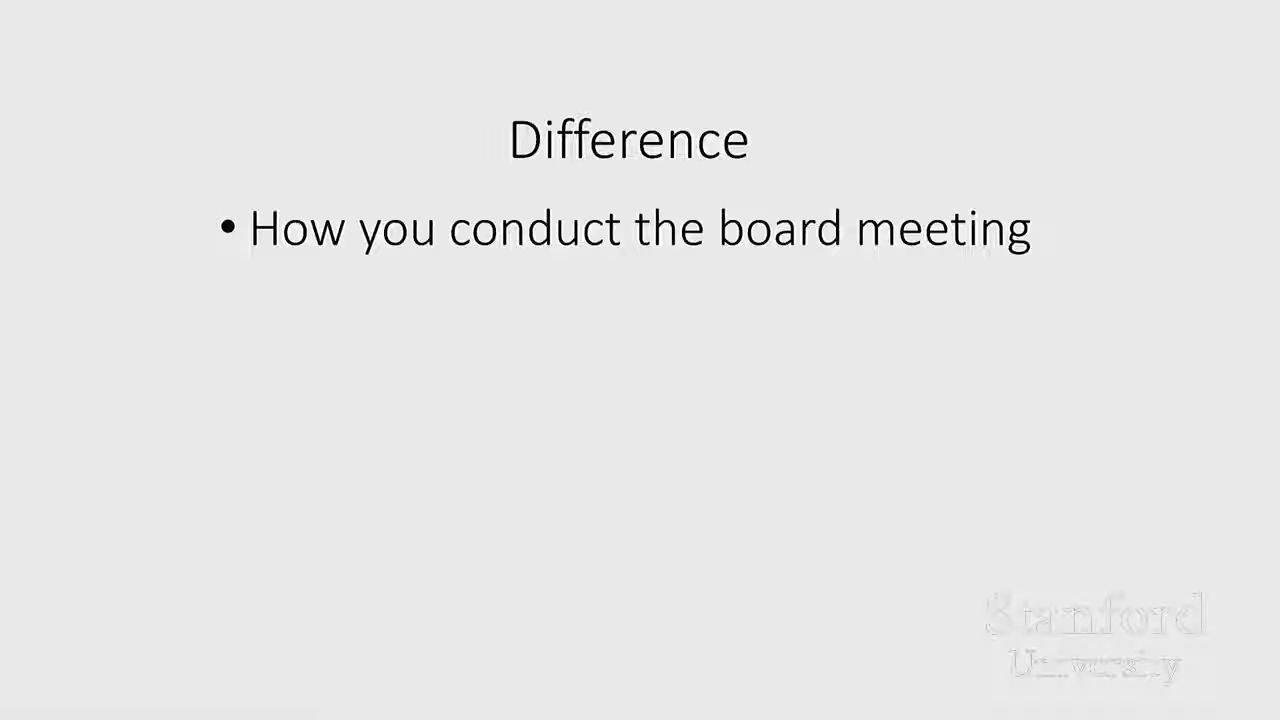 Difference
• How you conduct the board meeting
Stanford
University